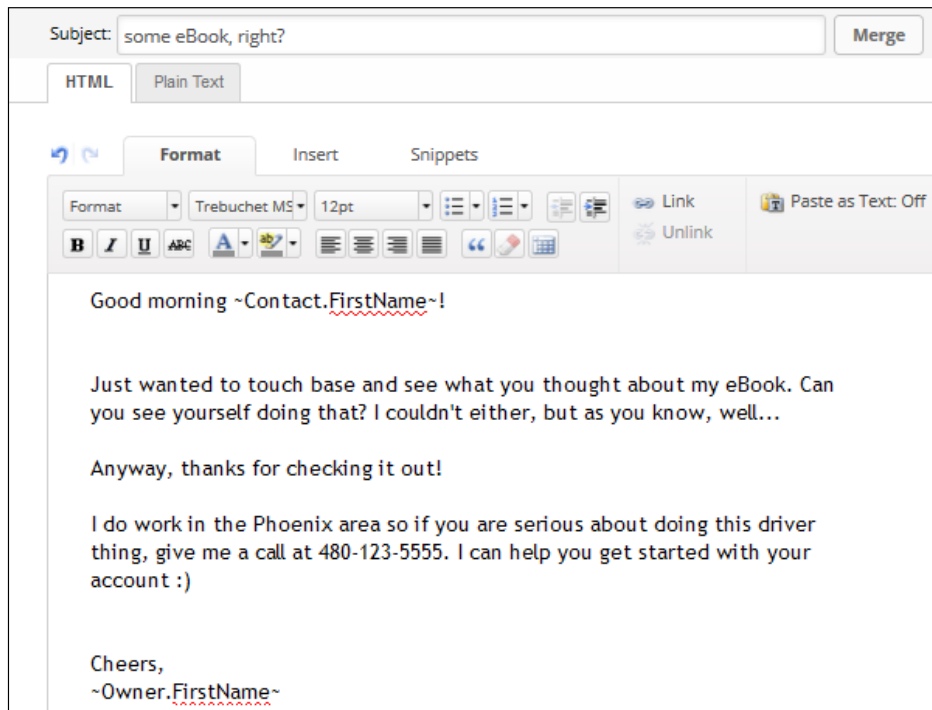 Subject: some eBook, right? Merge
HTML Plain Text
Format Insert Snippets
Format Trebuchet MS 12pt Link Paste as Text: Off
B I U ABC A ab Unlink
Good morning ~Contact.FirstName~!
Just wanted to touch base and see what you thought about my eBook. Can
you see yourself doing that? I couldn't either, but as you know, well...
Anyway, thanks for checking it out!
I do work in the Phoenix area so if you are serious about doing this driver
thing, give me a call at 480-123-5555. I can help you get started with your
account :)
Cheers,
~Owner.FirstName~